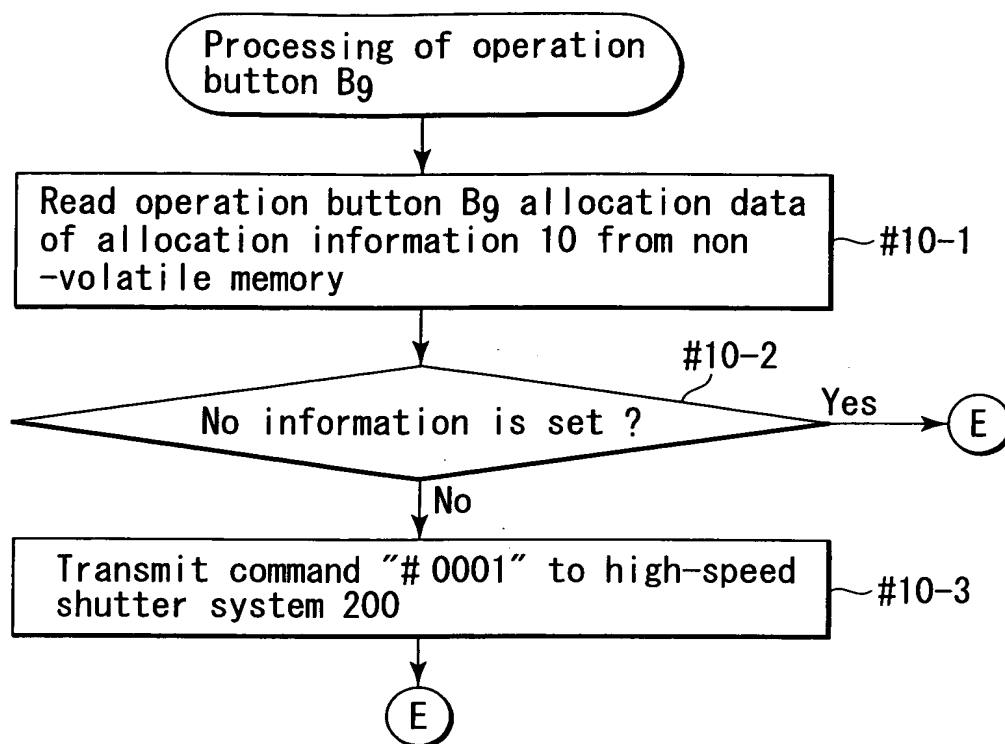 Processing of operation
button B9
Read operation button B9 allocation data
of allocation information 10 from non
-volatile memory
#10-1
#10-2
No information is set ?
Yes
E
No
Transmit command "# 0001" to high-speed
shutter system 200
#10-3
E